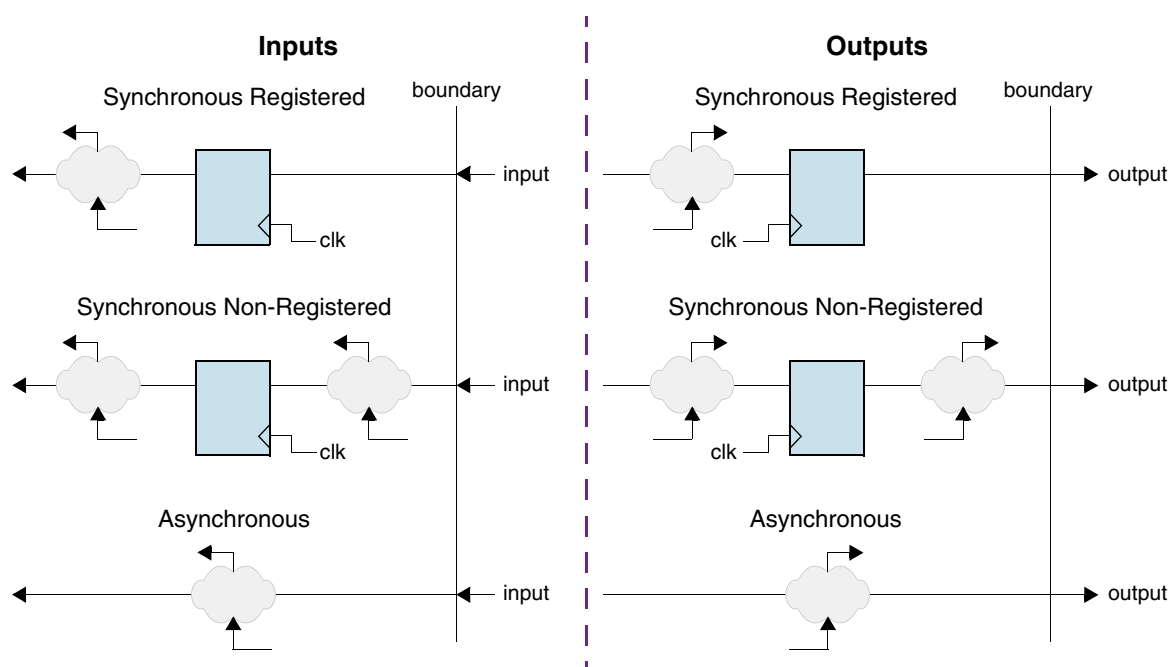 Inputs
Synchronous Registered
boundary
input
clk
Synchronous Non-Registered
input
clk
Asynchronous
input
Outputs
Synchronous Registered
boundary
output
clk
Synchronous Non-Registered
output
clk
Asynchronous
output